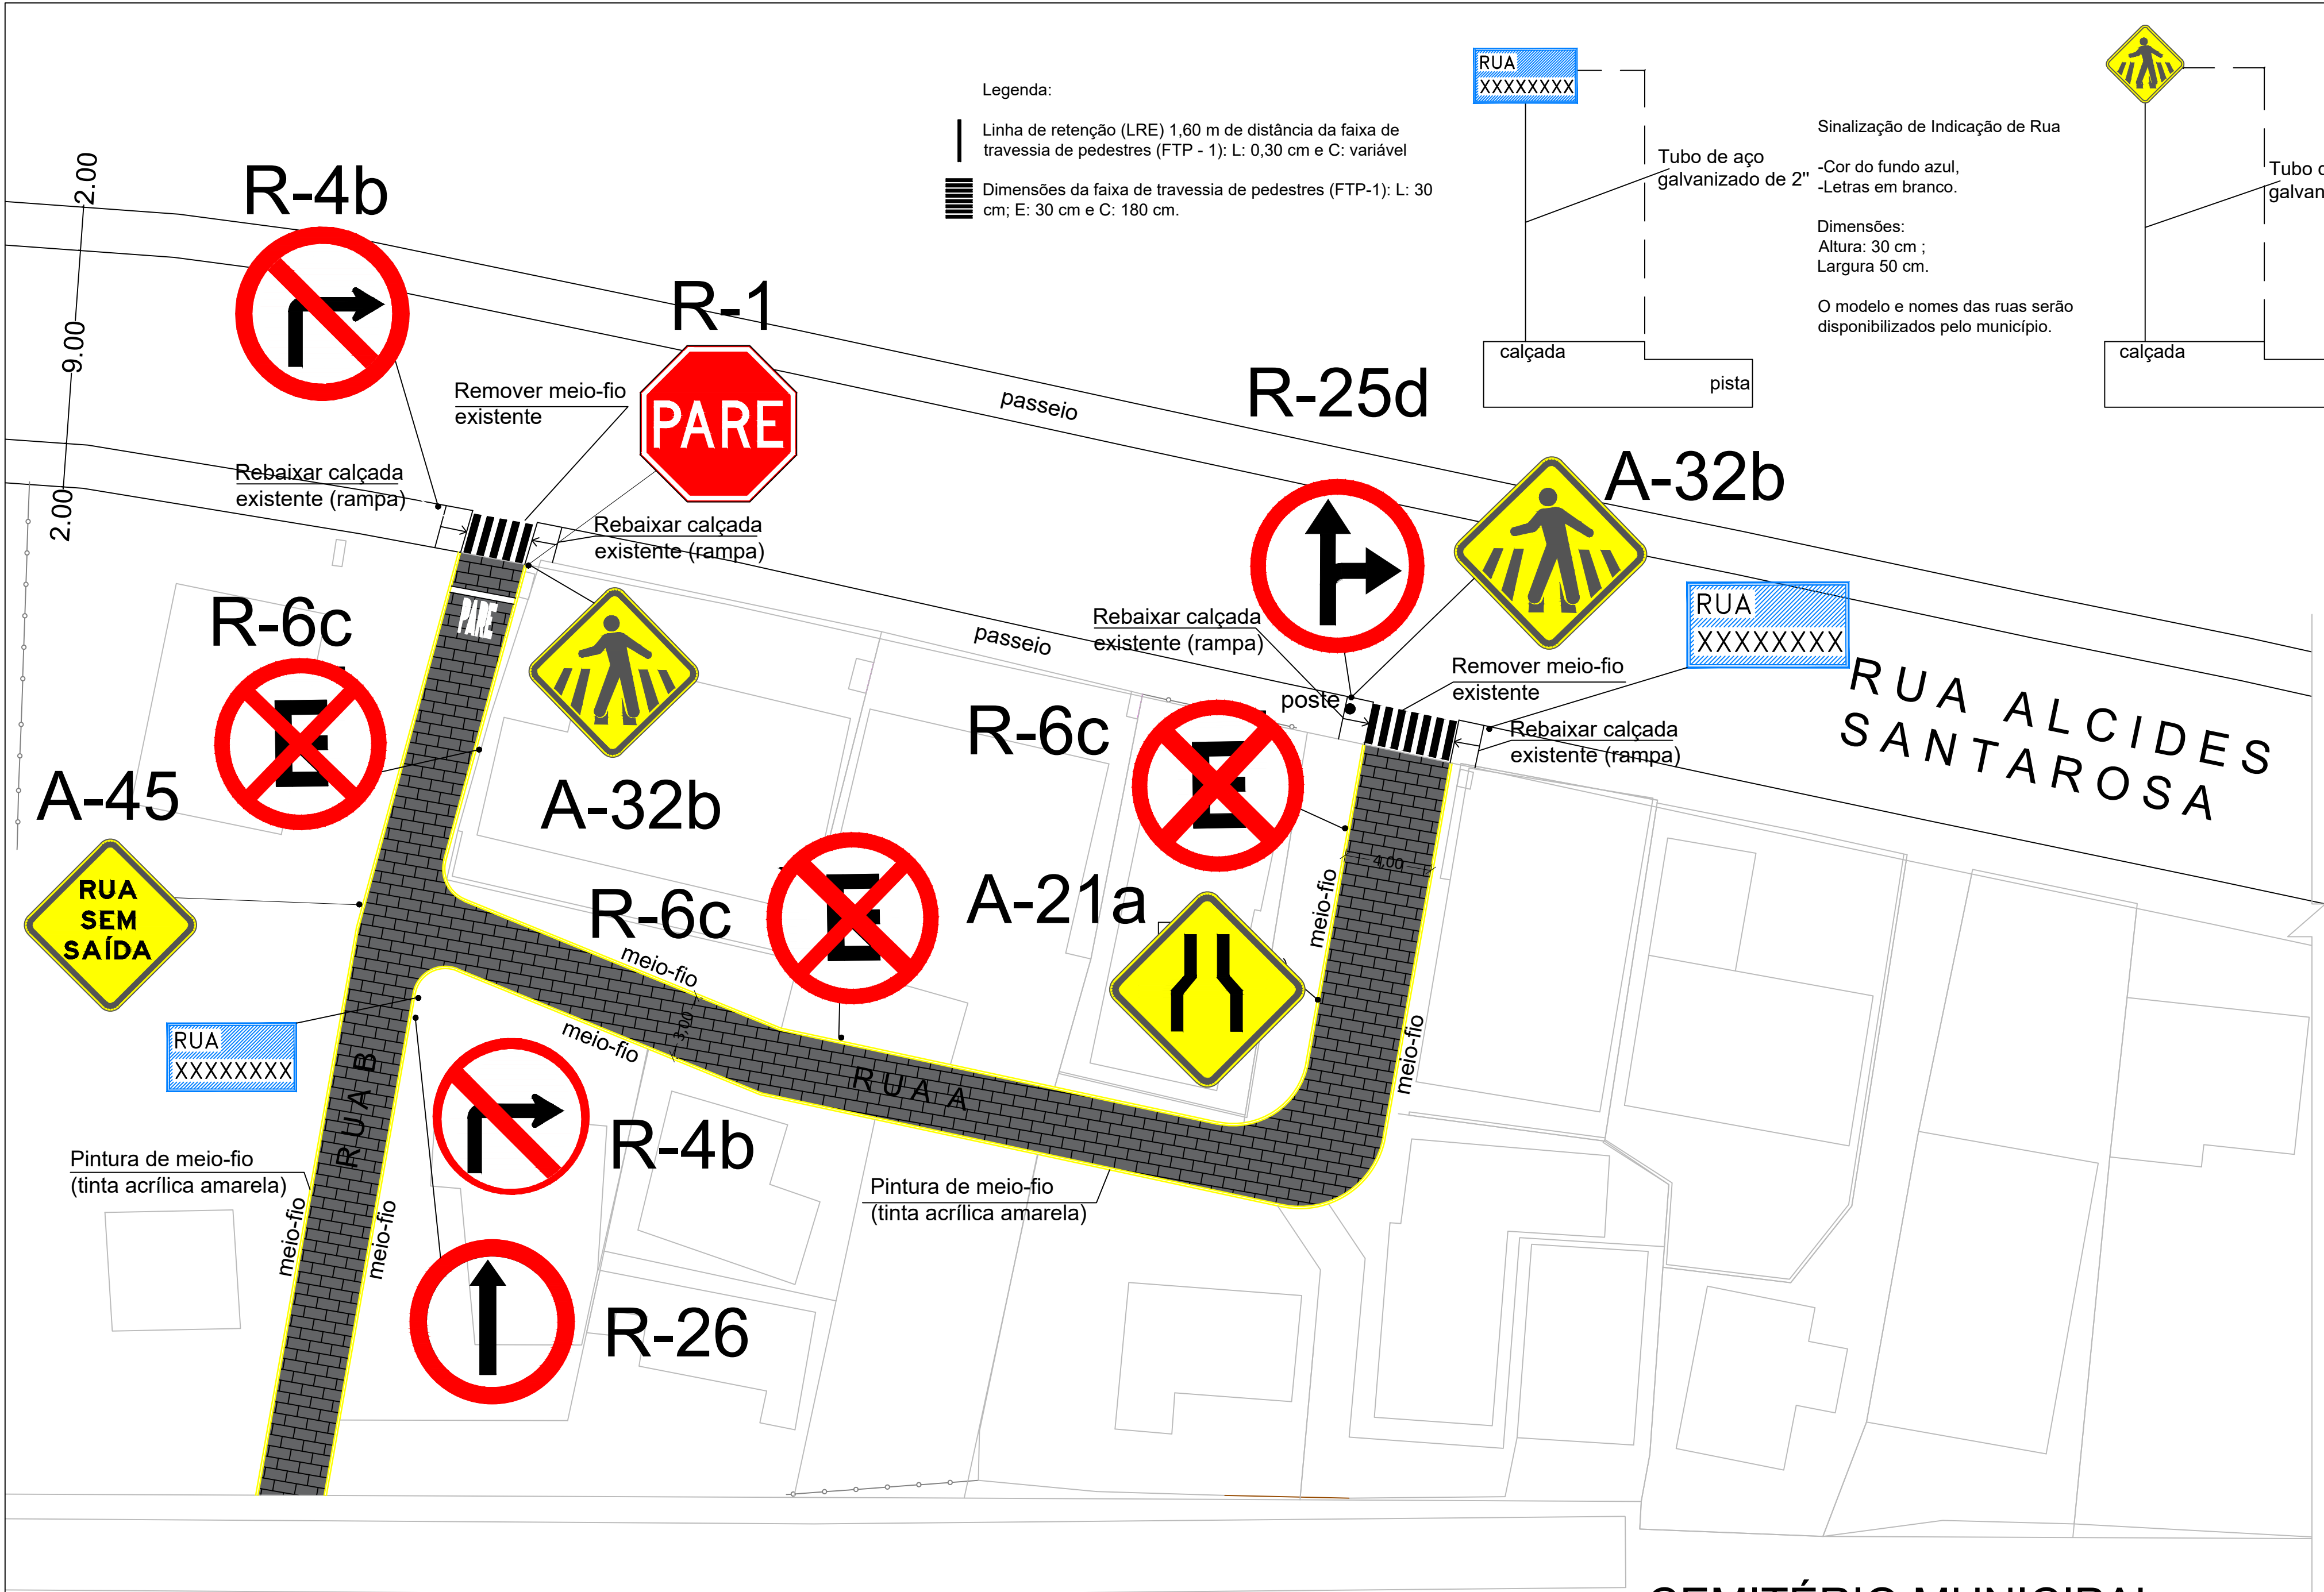 Legenda:
Linha de retenção (LRE) 1,60 m de distância da faixa de
travessia de pedestres (FTP - 1): L: 0,30 cm e C: variável
Dimensões da faixa de travessia de pedestres (FTP-1): L: 30
cm; E: 30 cm e C: 180 cm.
RUA
XXXXXXXX
Tubo de aço
galvanizado de 2"
calçada
pista
Sinalização de Indicação de Rua
-Cor do fundo azul,
-Letras em branco.
Dimensões:
Altura: 30 cm ;
Largura 50 cm.
O modelo e nomes das ruas serão
disponibilizados pelo município.
Tubo d
galvan
calçada
2.00
9.00
2.00
R-4b
R-1
PARE
Remover meio-fio
existente
Rebaixar calçada
existente (rampa)
Rebaixar calçada
existente (rampa)
passeio
passeio
R-25d
A-32b
Rebaixar calçada
existente (rampa)
RUA
XXXXXXXX
Remover meio-fio
existente
poste
Rebaixar calçada
existente (rampa)
RUA ALCIDES
SANTAROSA
PARE
R-6c
E
A-32b
A-45
RUA
SEM
SAÍDA
R-6c
E
R-6c
E
A-21a
4,00
meio-fio
meio-fio
meio-fio
3,00
meio-fio
RUA A
RUA
XXXXXXXX
RUA B
R-4b
Pintura de meio-fio
(tinta acrílica amarela)
Pintura de meio-fio
(tinta acrílica amarela)
meio-fio
meio-fio
R-26
CEMITÉRIO MUNICIPAL